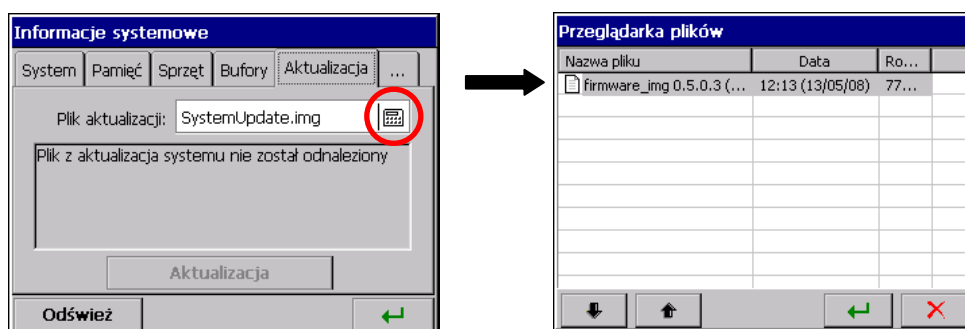 Informacje systemowe
System Pamięć Sprzęt Bufory Aktualizacja ...
Plik aktualizacji: SystemUpdate.img
Plik z aktualizacja systemu nie został odnaleziony
Aktualizacja
Odśwież
Przeglądarka plików
Nazwa pliku Data Ro...
firmware_img 0.5.0.3 (... 12:13 (13/05/08) 77...